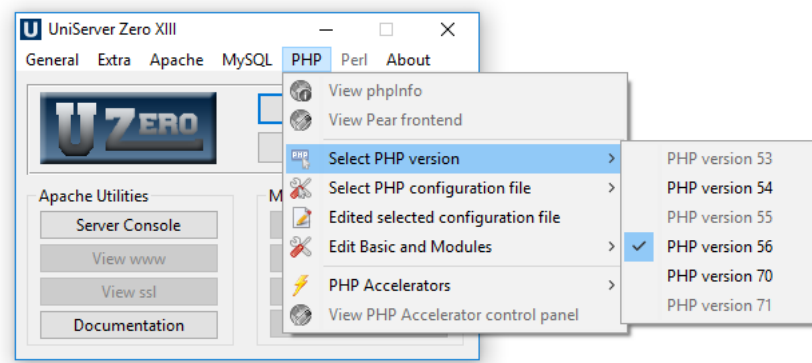 UniServer Zero XIII
General Extra Apache MySQL PHP Perl About
U ZERO
Apache Utilities
Server Console
View www
View ssl
Documentation
M
View phpInfo
View Pear frontend
Select PHP version
Select PHP configuration file
Edited selected configuration file
Edit Basic and Modules
PHP Accelerators
View PHP Accelerator control panel
PHP version 53
PHP version 54
PHP version 55
PHP version 56
PHP version 70
PHP version 71